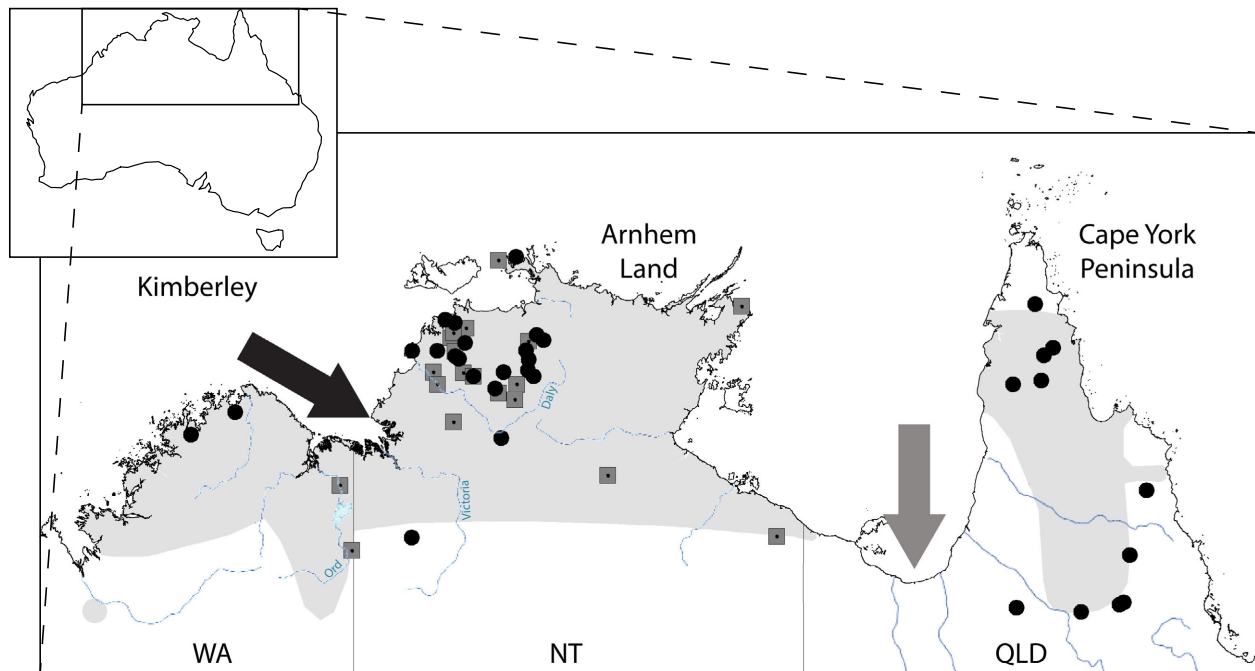 Arnhem
Land
Cape York
Peninsula
Kimberley
Daly
Victoria
Ord
WA
NT
QLD